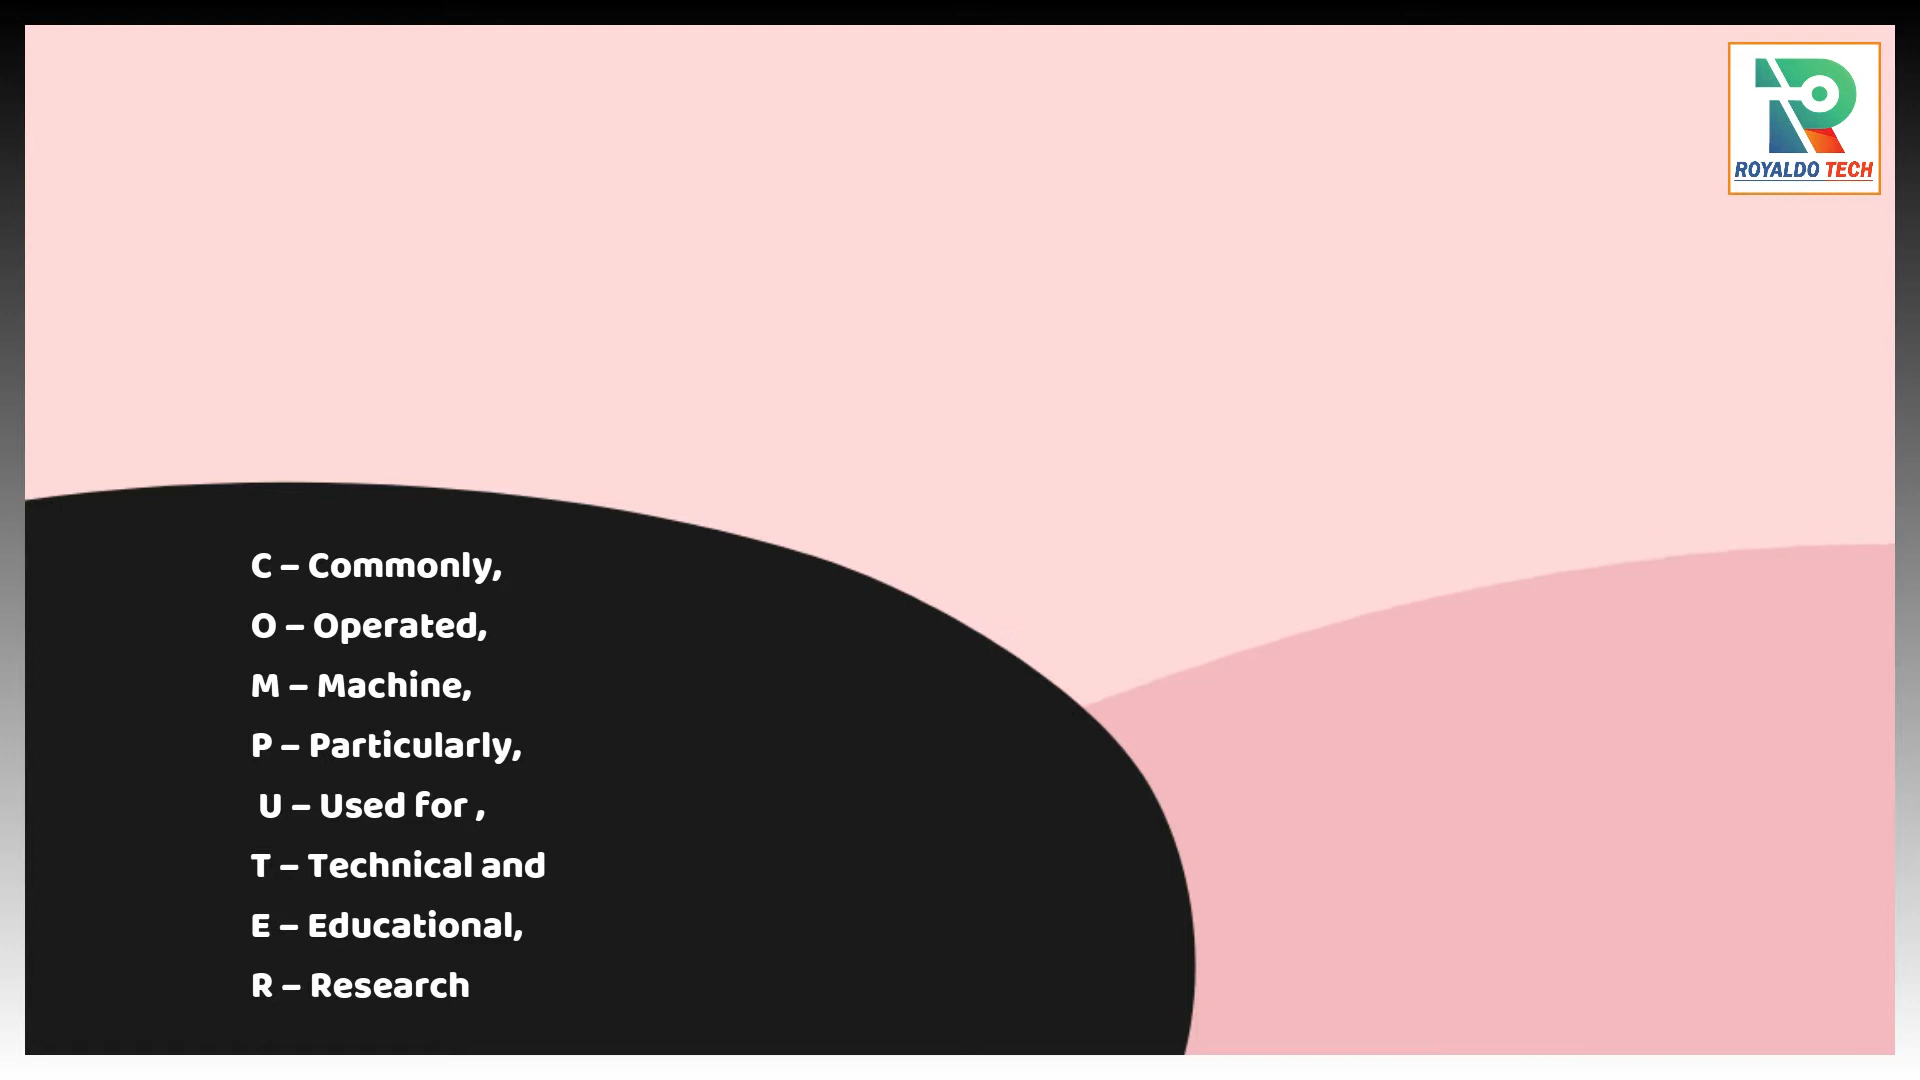 ROYALDO TECH
C – Commonly,
O – Operated,
M – Machine,
P – Particularly,
U – Used for ,
T – Technical and
E – Educational,
R – Research